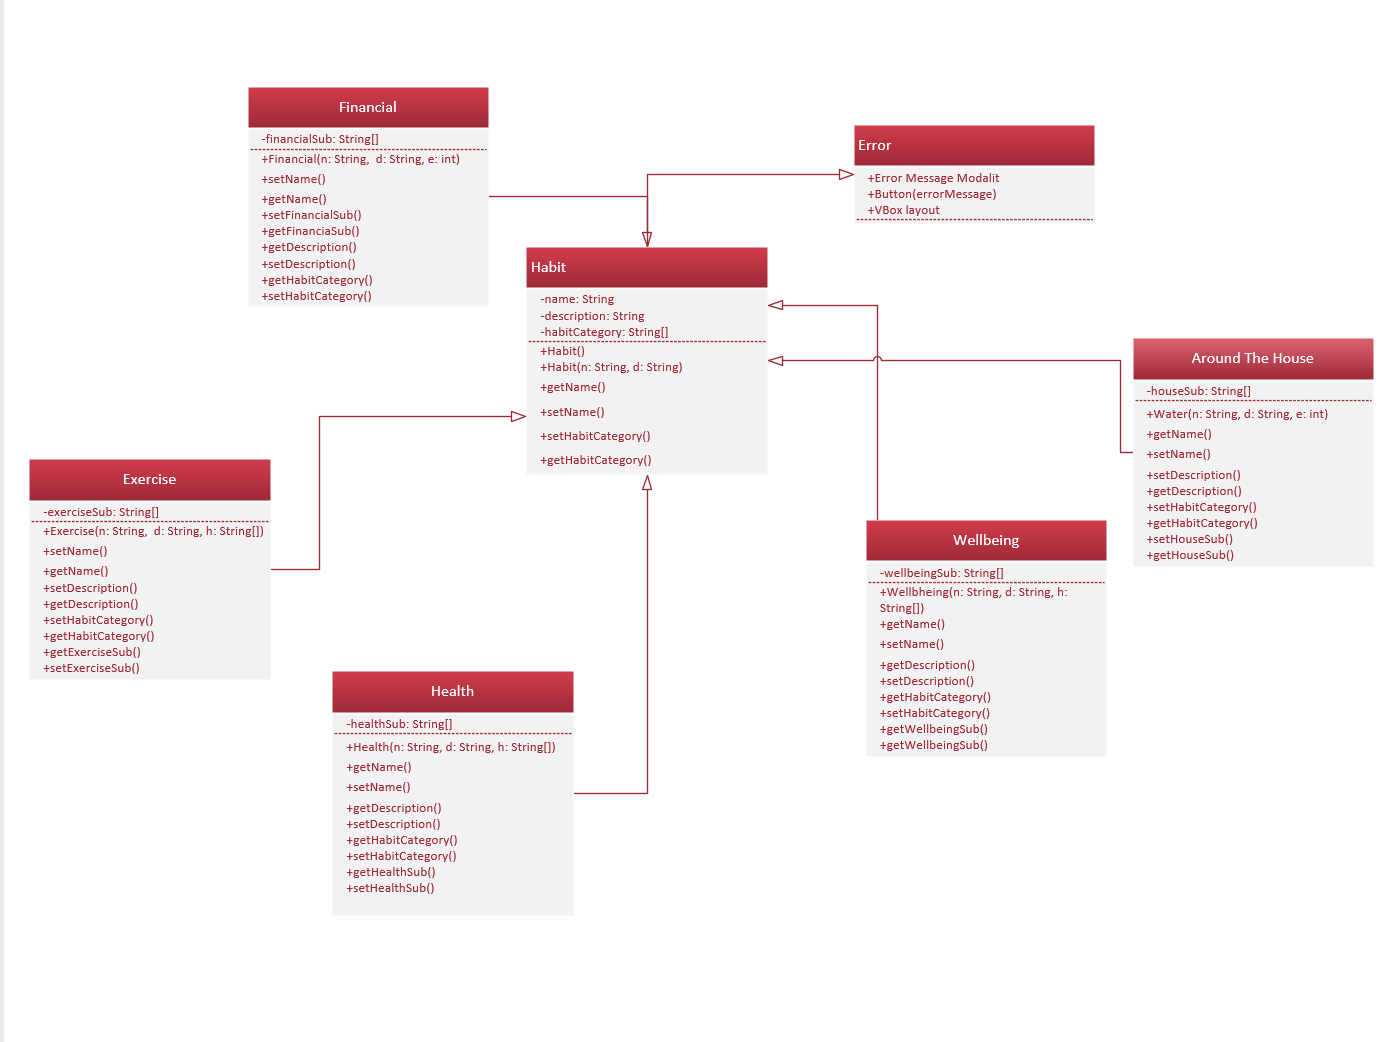 Financial
-financialSub: String[]
+Financial(n: String,  d: String, e: int)
+setName()
+getName()
+setFinancialSub()
+getFinanciaSub()
+getDescription()
+setDescription()
+getHabitCategory()
+setHabitCategory()
Error
+Error Message Modalit
+Button(errorMessage)
+VBox layout
Habit
-name: String
-description: String
-habitCategory: String[]
+Habit()
+Habit(n: String, d: String)
+getName()
+setName()
+setHabitCategory()
+getHabitCategory()
Around The House
-houseSub: String[]
+Water(n: String, d: String, e: int)
+getName()
+setName()
+setDescription()
+getDescription()
+setHabitCategory()
+getHabitCategory()
+setHouseSub()
+getHouseSub()
Exercise
-exerciseSub: String[]
+Exercise(n: String,  d: String, h: String[])
+setName()
+getName()
+setDescription()
+getDescription()
+setHabitCategory()
+getHabitCategory()
+getExerciseSub()
+setExerciseSub()
Wellbeing
-wellbeingSub: String[]
+Wellbheing(n: String, d: String, h:
String[])
+getName()
+setName()
+getDescription()
+setDescription()
+getHabitCategory()
+setHabitCategory()
+getWellbeingSub()
+getWellbeingSub()
Health
-healthSub: String[]
+Health(n: String, d: String, h: String[])
+getName()
+setName()
+getDescription()
+setDescription()
+getHabitCategory()
+setHabitCategory()
+getHealthSub()
+setHealthSub()